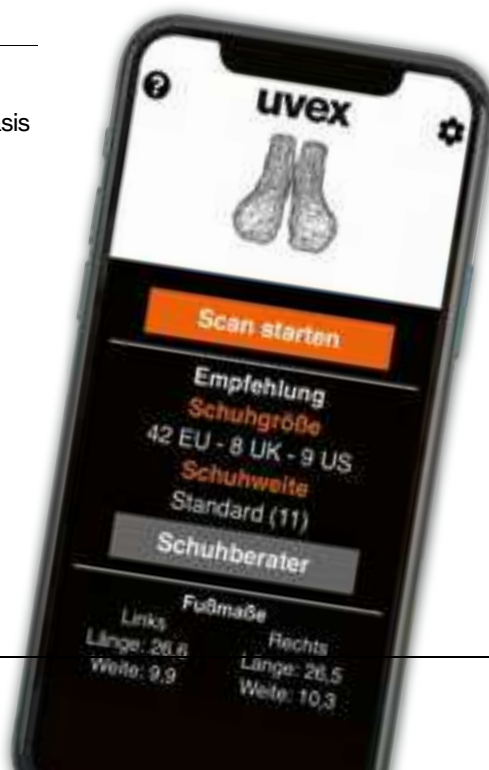 asis
?
uvex
Scan starten
Empfehlung
Schuhgröße
42 EU - 8 UK - 9 US
Schuhweite
Standard (11)
Schuhberater
Fußmaße
Links Rechts
Länge: 26,6 Länge: 26,5
Weite: 9,9 Weite: 10,3